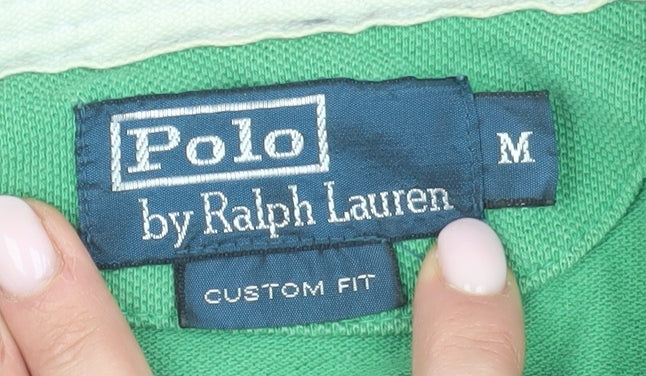 Polo
by Ralph Lauren
M
CUSTOM FIT